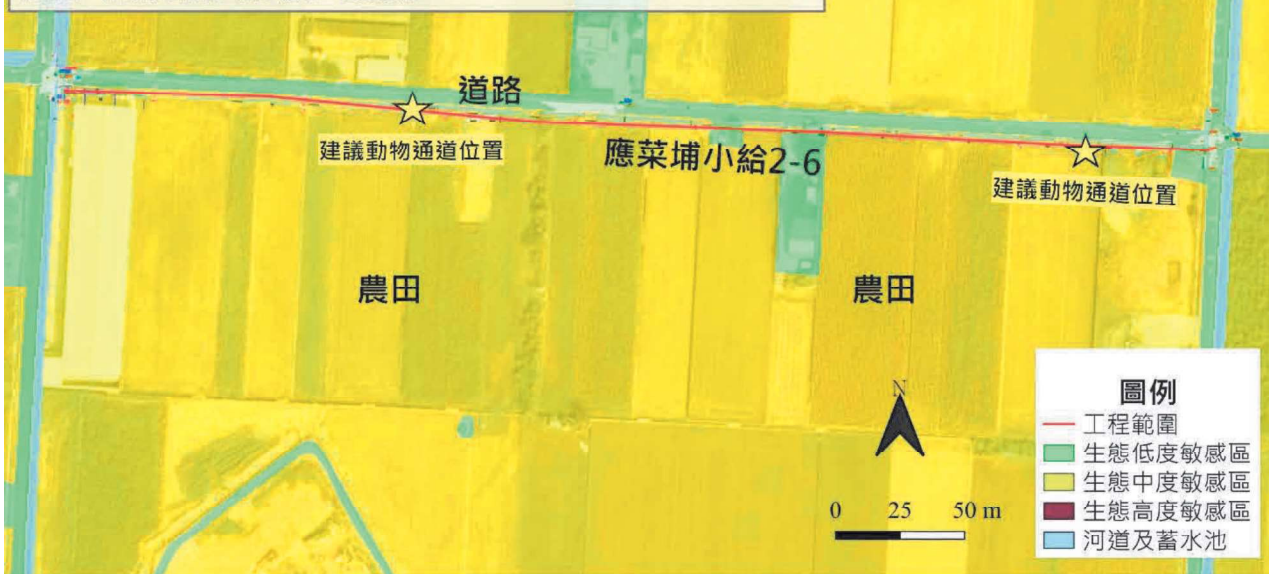 道路
建議動物通道位置
應菜埔小給2-6
建議動物通道位置
農田
農田
N
0 25 50 m
圖例
工程範圍
生態低度敏感區
生態中度敏感區
生態高度敏感區
河道及蓄水池